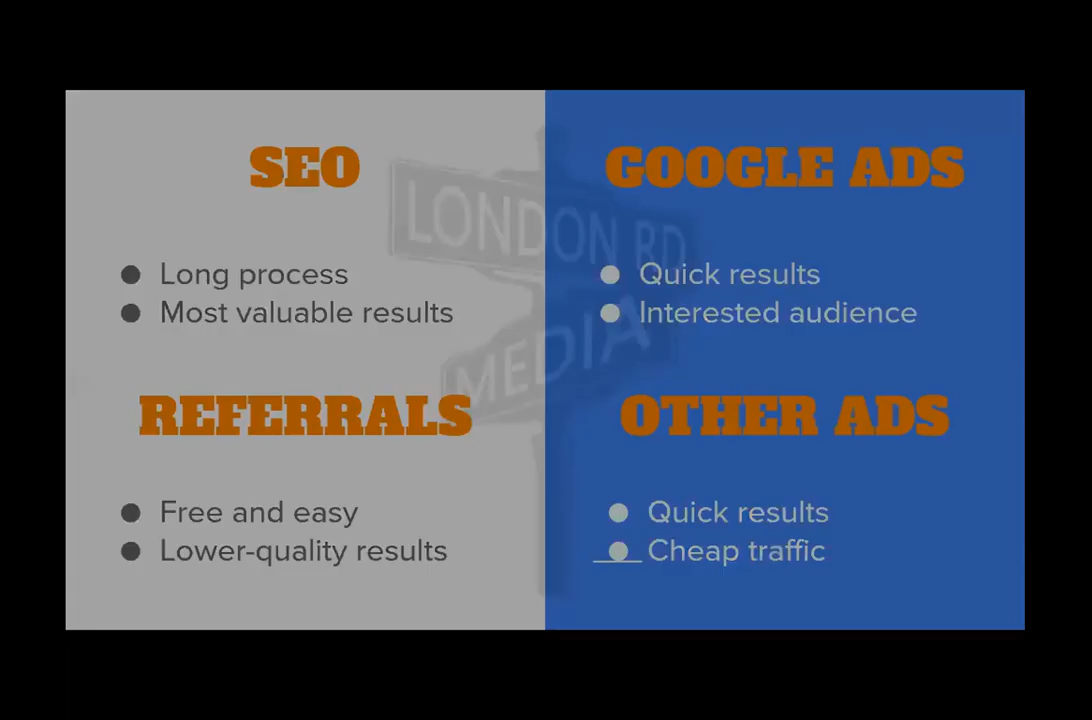 SEO
● Long process
● Most valuable results
REFERRALS
● Free and easy
● Lower-quality results
GOOGLE ADS
● Quick results
● Interested audience
OTHER ADS
● Quick results
● Cheap traffic
LONDON RD
MEDIA